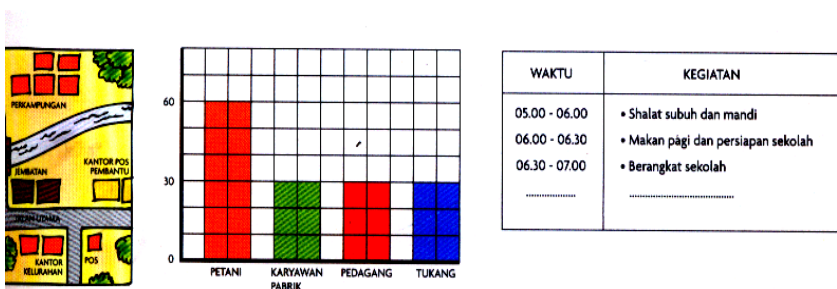 PERKAMPUNGAN
JEMBATAN
KANTOR POS
PEMBANTU
JALAN UTAMA
KANTOR
KELURAHAN
POS
60
30
0
PETANI
KARYAWAN
PABRIK
PEDAGANG
TUKANG
WAKTU KEGIATAN
05.00 - 06.00 • Shalat subuh dan mandi
06.00 - 06.30 • Makan pagi dan persiapan sekolah
06.30 - 07.00 • Berangkat sekolah
.................... ............................